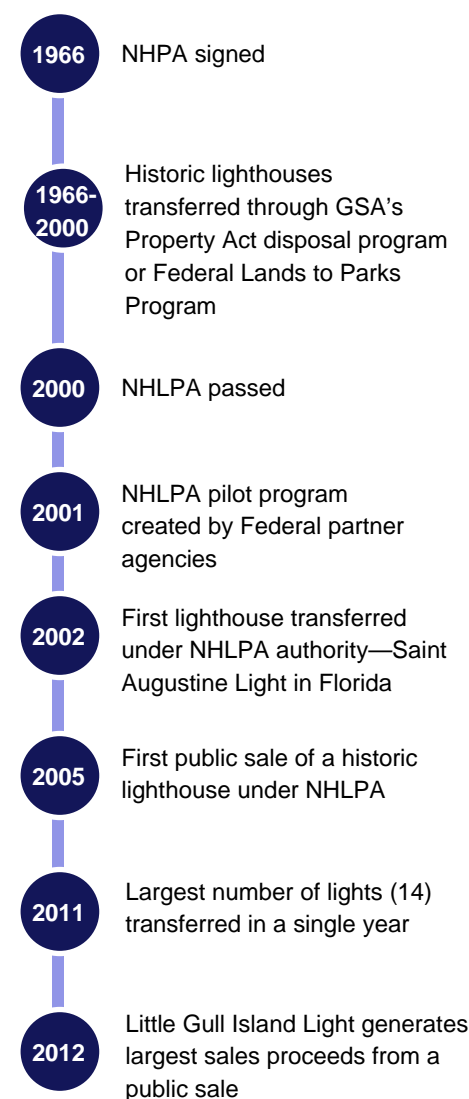 1966
NHPA signed
1966-
2000
Historic lighthouses
transferred through GSA’s
Property Act disposal program
or Federal Lands to Parks
Program
2000
NHLPA passed
2001
NHLPA pilot program
created by Federal partner
agencies
2002
First lighthouse transferred
under NHLPA authority—Saint
Augustine Light in Florida
2005
First public sale of a historic
lighthouse under NHLPA
2011
Largest number of lights (14)
transferred in a single year
2012
Little Gull Island Light generates
largest sales proceeds from a
public sale